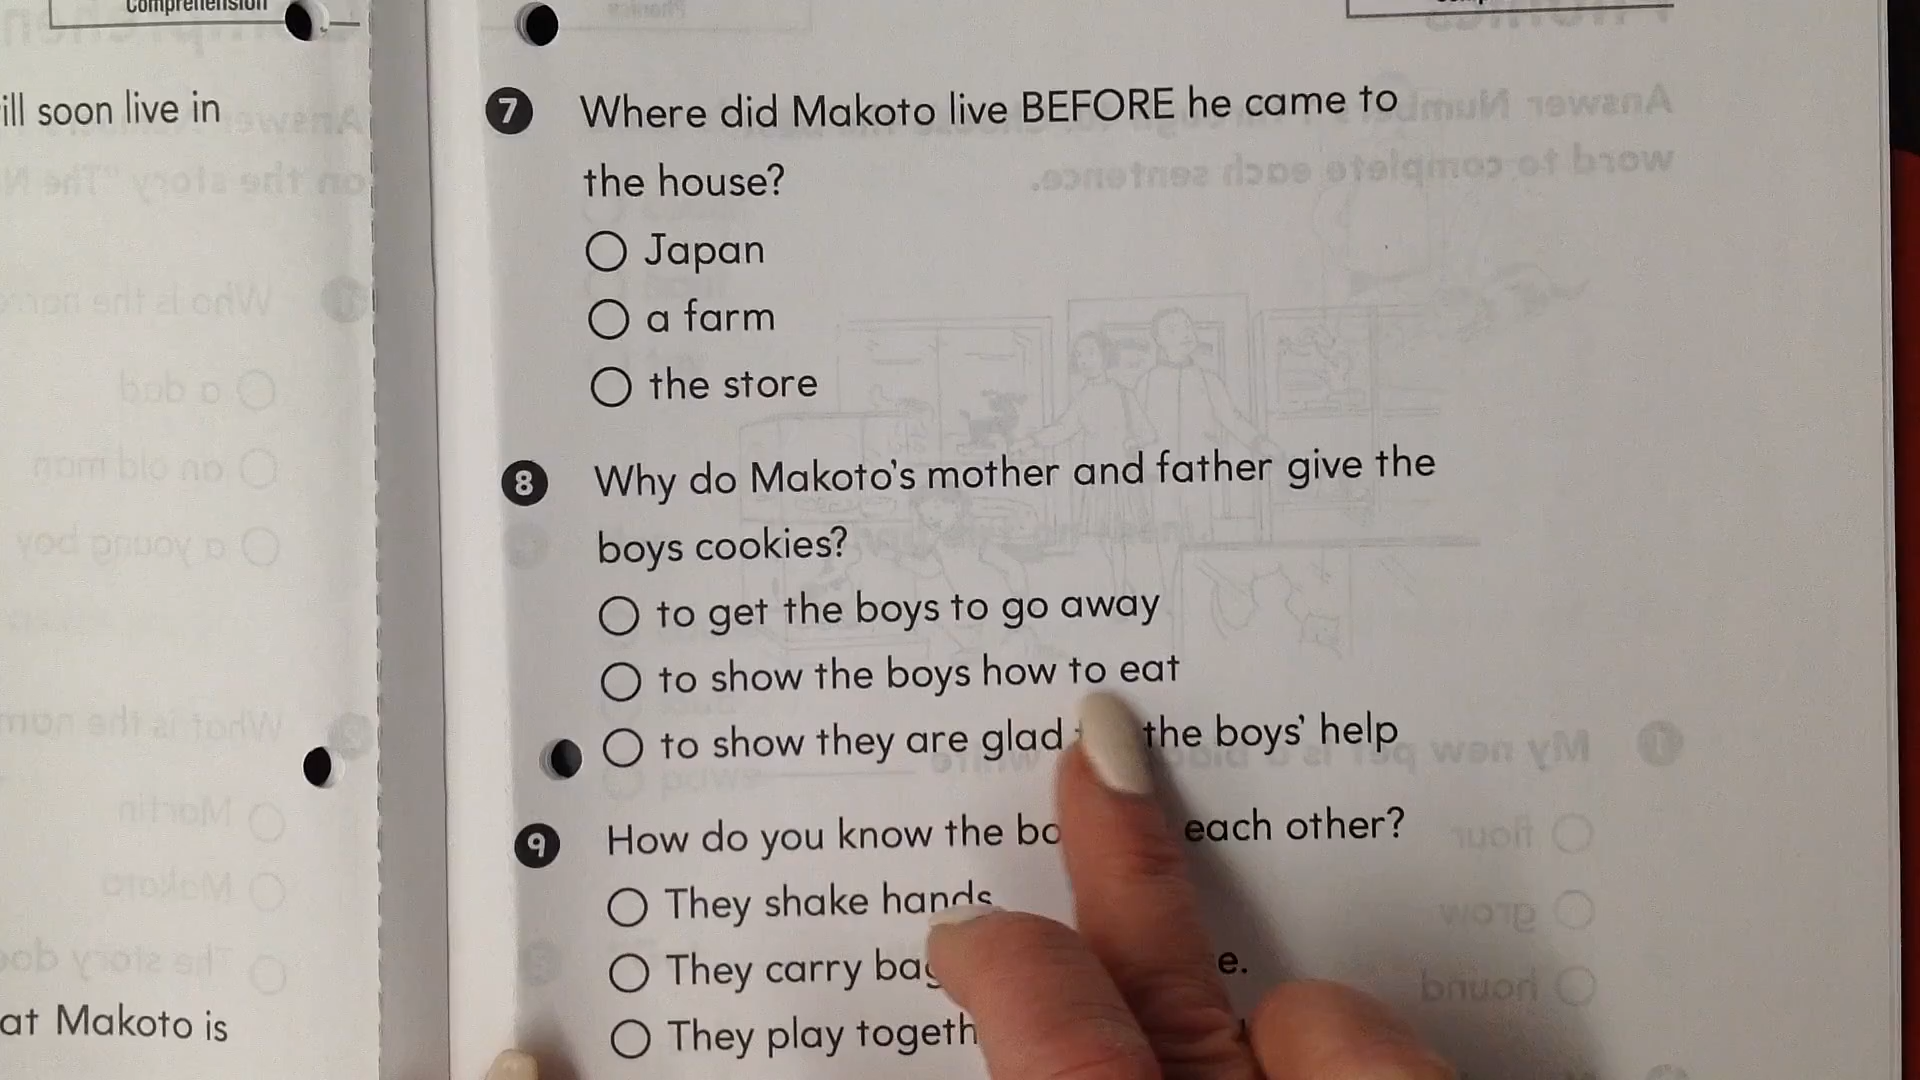 Comprehension
ill soon live in
at Makoto is
7 Where did Makoto live BEFORE he came to
the house?
Japan
a farm
the store
8 Why do Makoto's mother and father give the
boys cookies?
to get the boys to go away
to show the boys how to eat
to show they are glad the boys' help
9 How do you know the each other?
They shake hands
They carry
They play